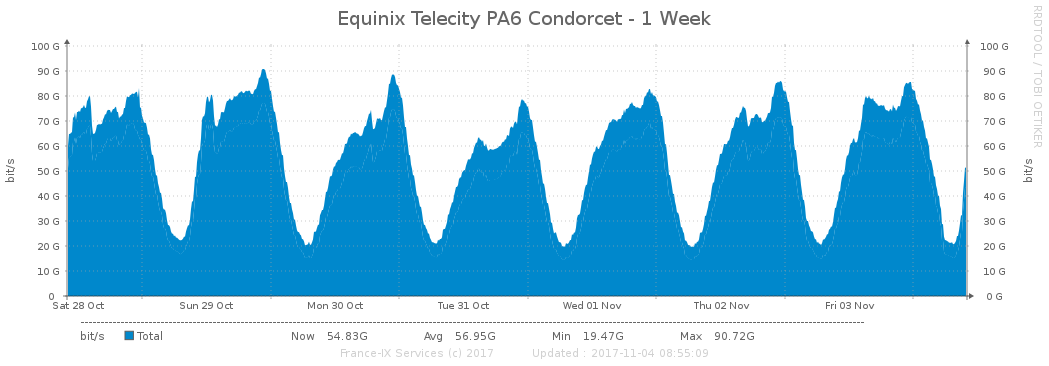 Equinix Telecity PA6 Condorcet - 1 Week
RRDTOOL / TOBI OETIKER
100 G 100 G
90 G 90 G
80 G 80 G
70 G 70 G
60 G 60 G
50 G 50 G
40 G 40 G
30 G 30 G
20 G 20 G
10 G 10 G
0 0 G
bit/s bit/s
Sat 28 Oct Sun 29 Oct Mon 30 Oct Tue 31 Oct Wed 01 Nov Thu 02 Nov Fri 03 Nov
bit/s Total Now 54.83G Avg 56.95G Min 19.47G Max 90.72G
France-IX Services (c) 2017 Updated : 2017-11-04 08:55:09